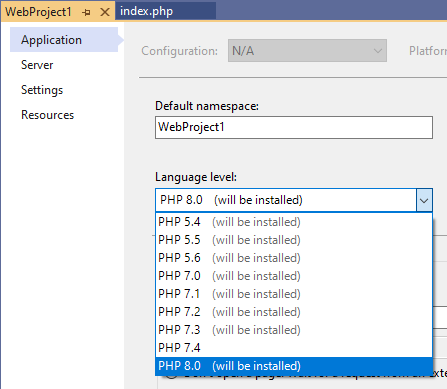 WebProject1
index.php
Application
Server
Settings
Resources
Configuration:
N/A
Platfor
Default namespace:
WebProject1
Language level:
PHP 8.0 (will be installed)
PHP 5.4 (will be installed)
PHP 5.5 (will be installed)
PHP 5.6 (will be installed)
PHP 7.0 (will be installed)
PHP 7.1 (will be installed)
PHP 7.2 (will be installed)
PHP 7.3 (will be installed)
PHP 7.4
PHP 8.0 (will be installed)